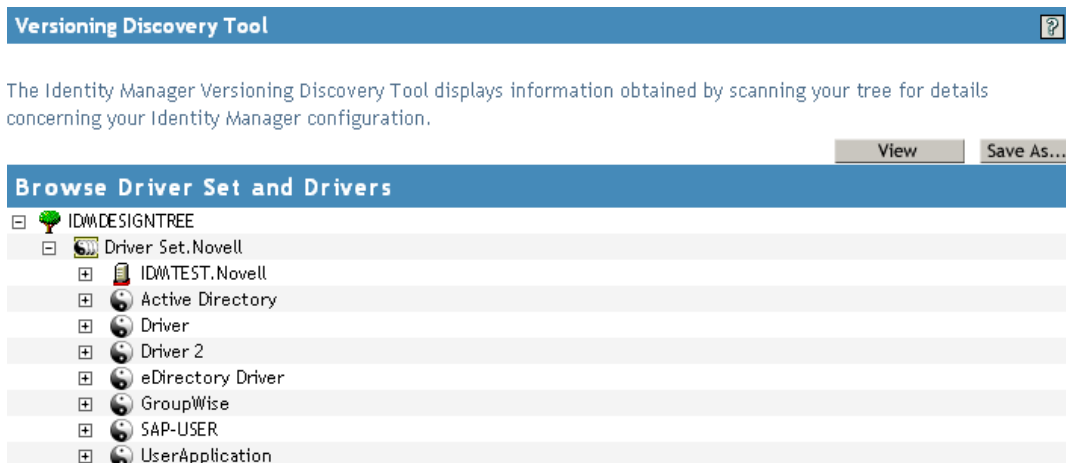 Versioning Discovery Tool
?
The Identity Manager Versioning Discovery Tool displays information obtained by scanning your tree for details
concerning your Identity Manager configuration.
View Save As...
Browse Driver Set and Drivers
IDMDESIGNTREE
Driver Set.Novell
IDMTEST.Novell
Active Directory
Driver
Driver 2
eDirectory Driver
GroupWise
SAP-USER
UserApplication